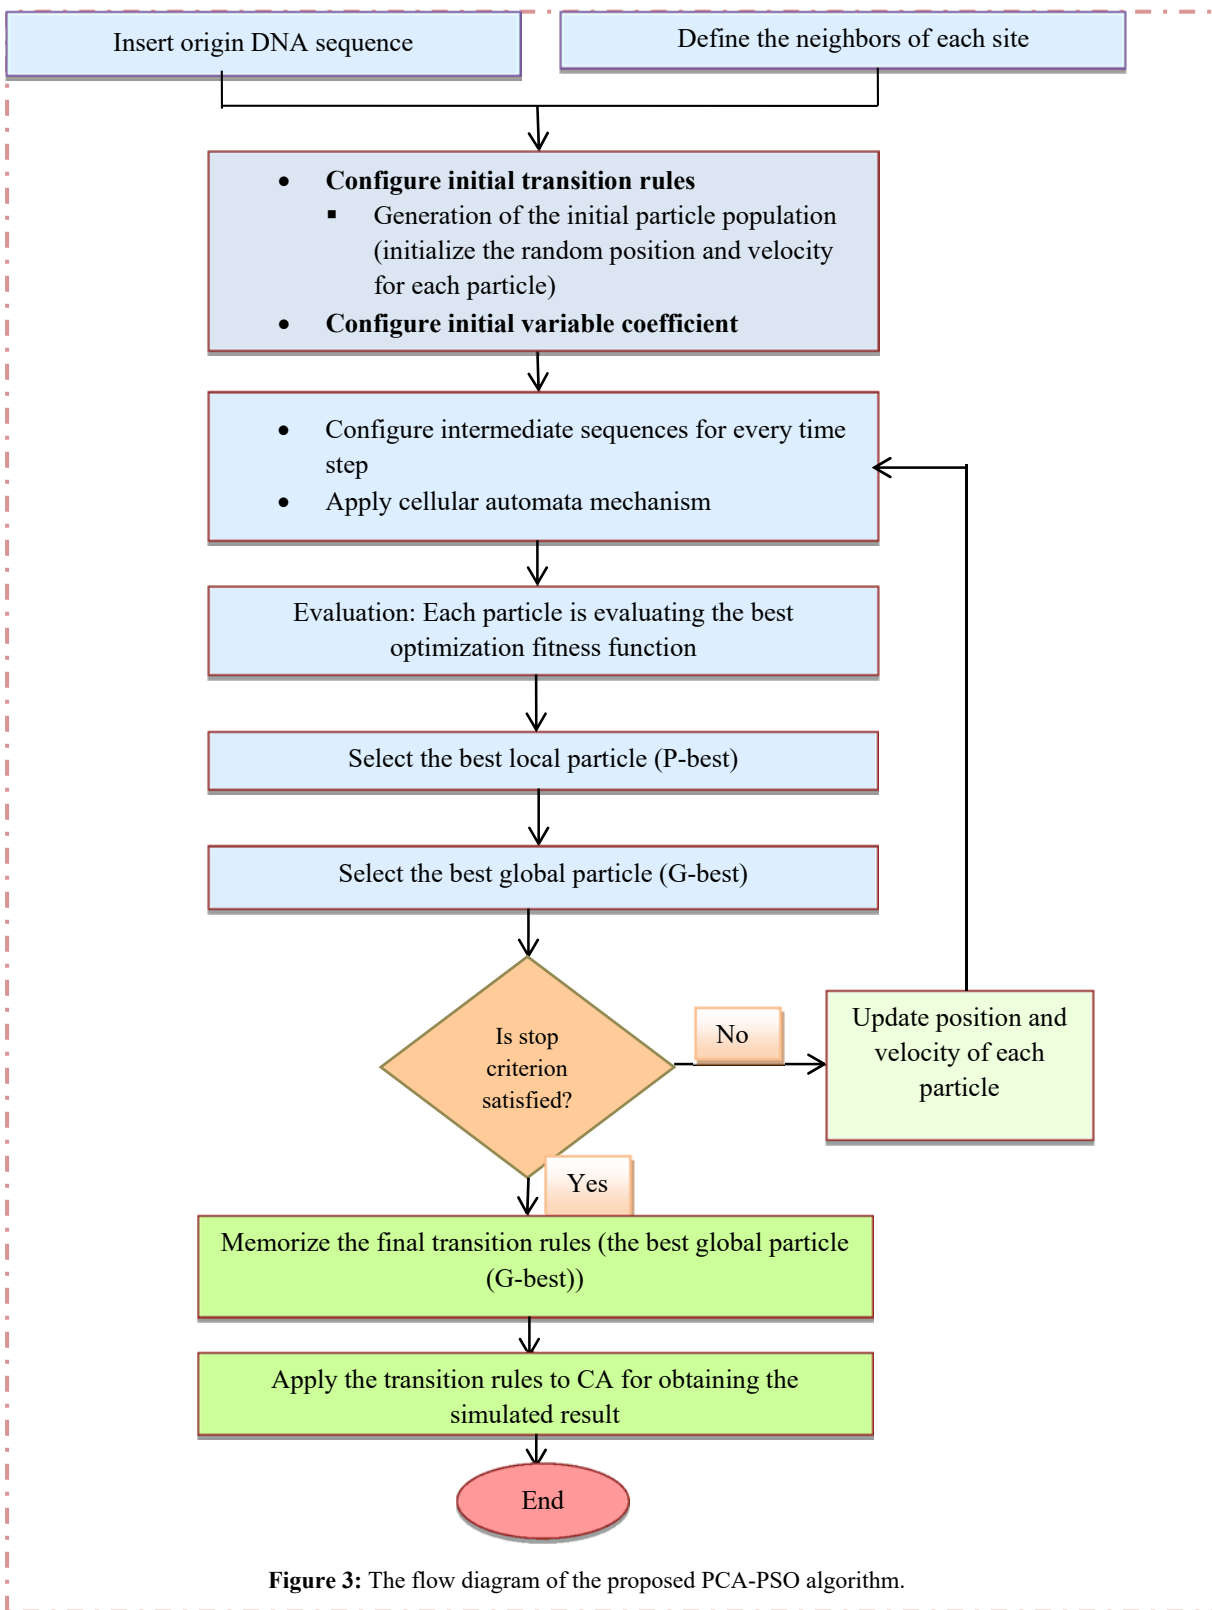 Insert origin DNA sequence
Define the neighbors of each site
• Configure initial transition rules
▪ Generation of the initial particle population
(initialize the random position and velocity
for each particle)
• Configure initial variable coefficient
• Configure intermediate sequences for every time
step
• Apply cellular automata mechanism
Evaluation: Each particle is evaluating the best
optimization fitness function
Select the best local particle (P-best)
Select the best global particle (G-best)
Is stop
criterion
satisfied?
No
Update position and
velocity of each
particle
Yes
Memorize the final transition rules (the best global particle
(G-best))
Apply the transition rules to CA for obtaining the
simulated result
End
Figure 3: The flow diagram of the proposed PCA-PSO algorithm.